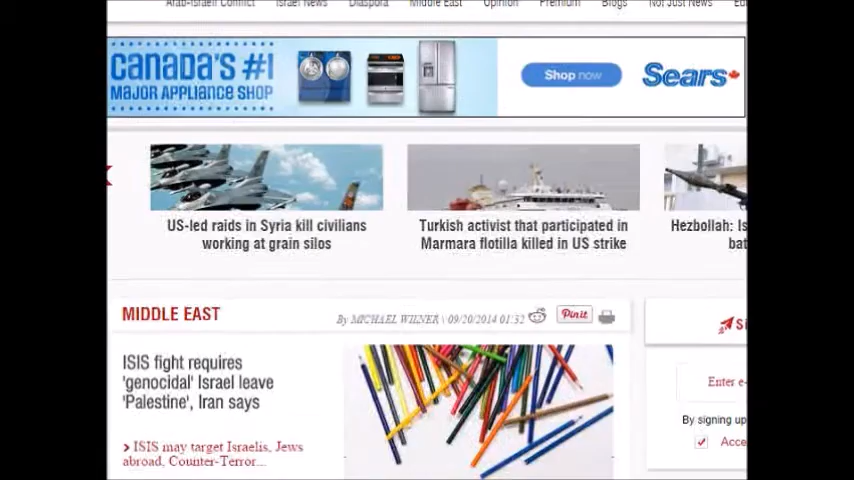 Arab-Israeli Conflict Israel News Diaspora Middle East Opinion Premium Blogs Not Just News
CANADA'S #1
MAJOR APPLIANCE SHOP
Shop now
Sears
US-led raids in Syria kill civilians
working at grain silos
Turkish activist that participated in
Marmara flotilla killed in US strike
Hezbollah:
MIDDLE EAST
By MICHAEL WILNER \ 09/20/2014 01:32
Pin it
ISIS fight requires
'genocidal' Israel leave
'Palestine', Iran says
ISIS may target Israelis, Jews
abroad, Counter-Terror...
Enter e-
By signing up